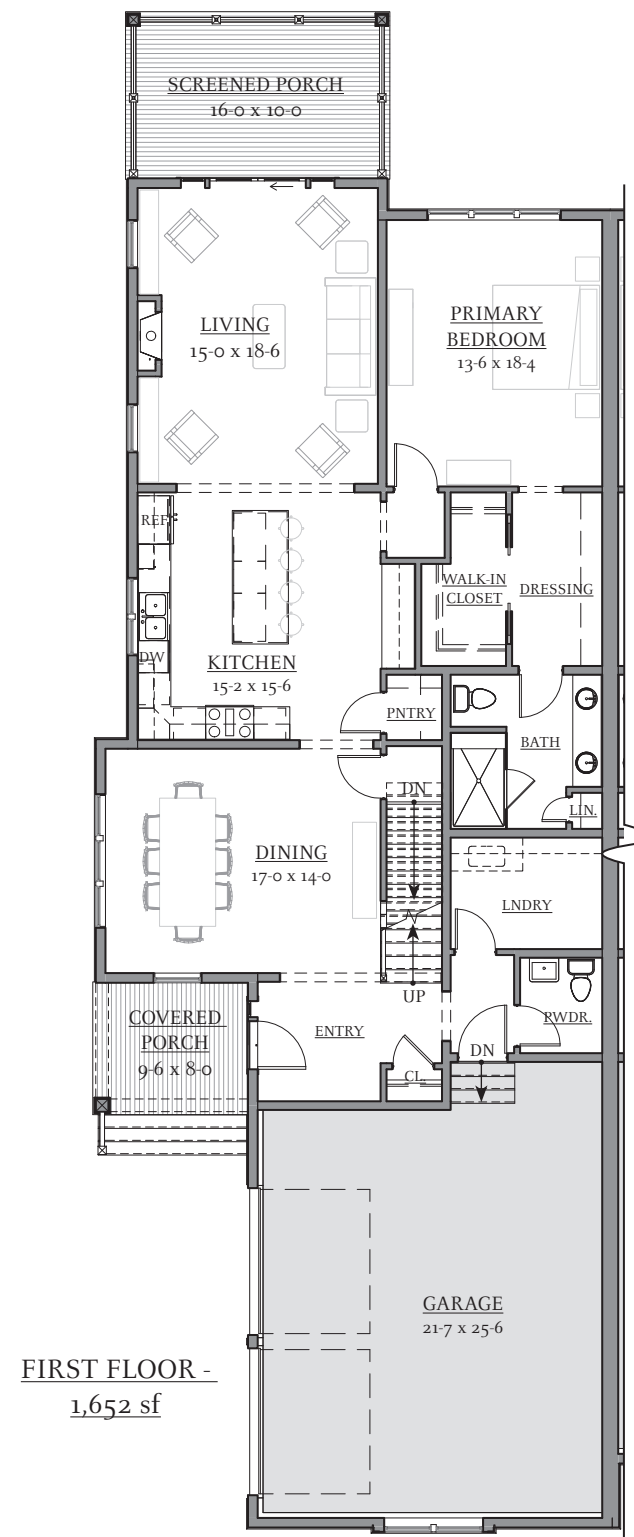 SCREENED PORCH
16-0 x 10-0
LIVING
15-0 x 18-6
PRIMARY
BEDROOM
13-6 x 18-4
REF
WALK-IN
CLOSET
DRESSING
DW
KITCHEN
15-2 x 15-6
PNTRY
BATH
DN
LIN.
DINING
17-0 x 14-0
LNDRY
UP
COVERED
PORCH
9-6 x 8-0
ENTRY
PWDR.
DN
CL.
GARAGE
21-7 x 25-6
FIRST FLOOR -
1,652 sf